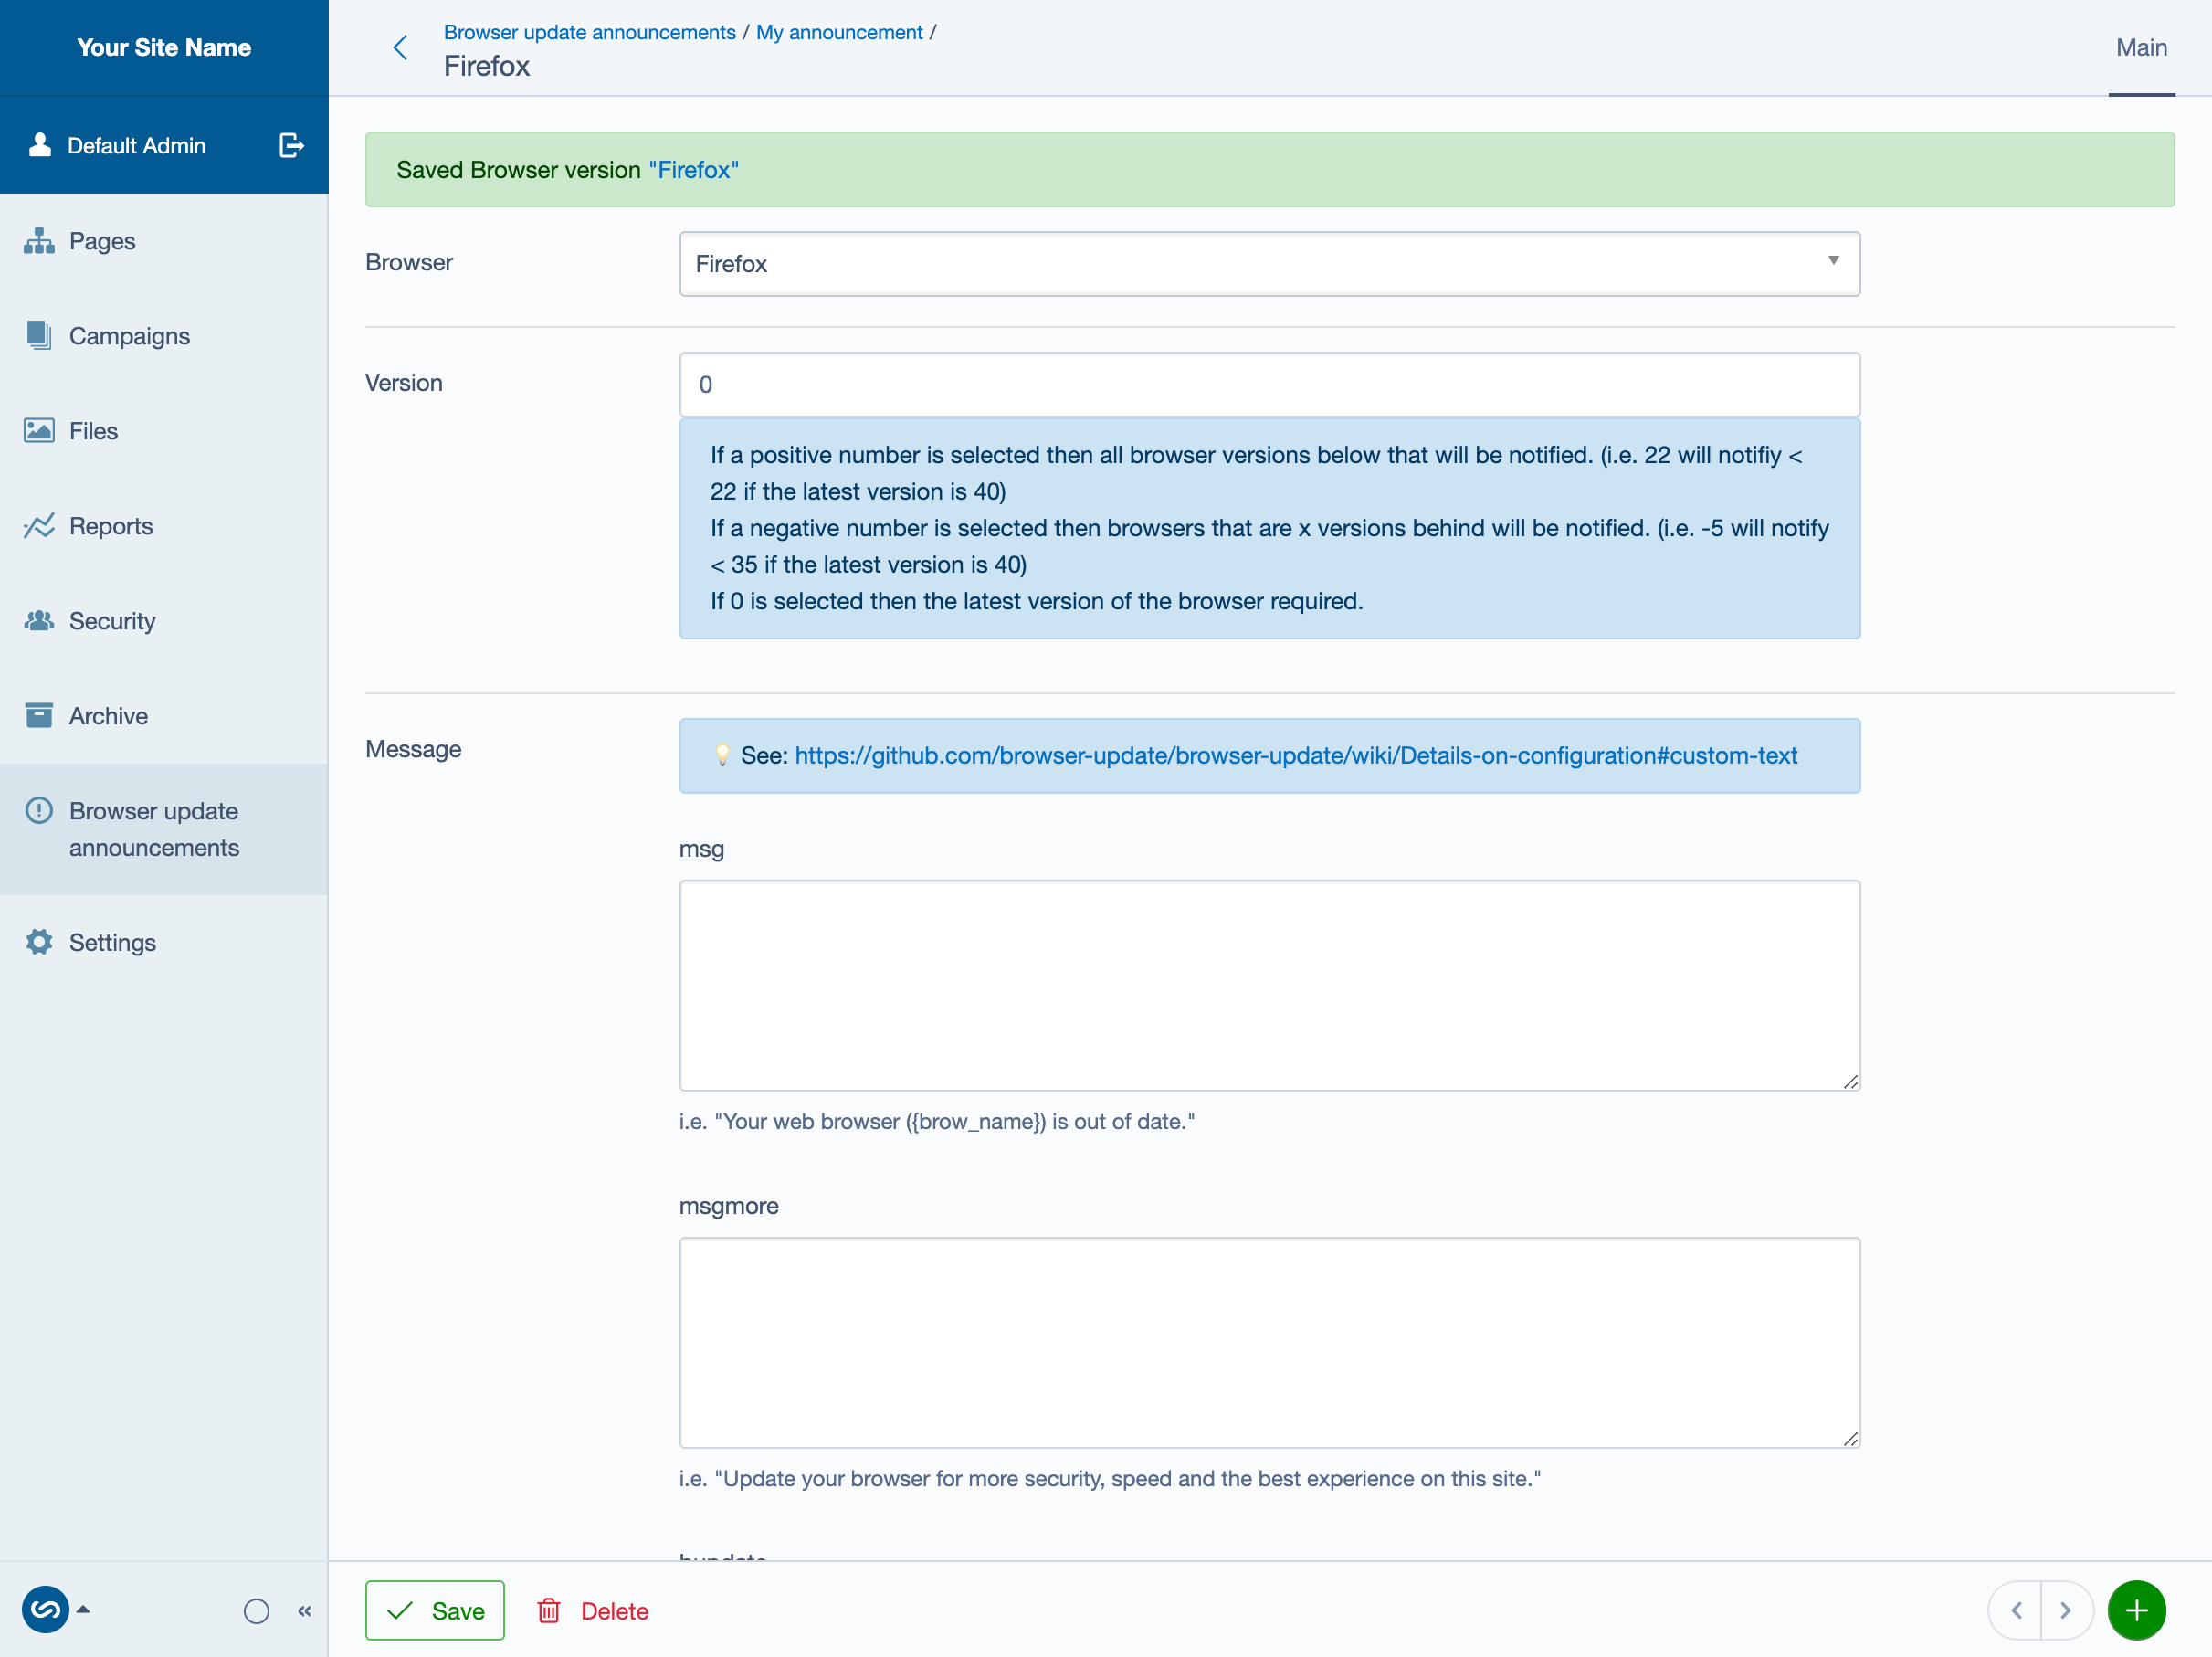 Your Site Name
Default Admin
Pages
Campaigns
Files
Reports
Security
Archive
Browser update
announcements
Settings
Browser update announcements / My announcement /
Firefox
Main
Saved Browser version "Firefox"
Browser
Firefox
Version
0
If a positive number is selected then all browser versions below that will be notified. (i.e. 22 will notifiy <
22 if the latest version is 40)
If a negative number is selected then browsers that are x versions behind will be notified. (i.e. -5 will notify
< 35 if the latest version is 40)
If 0 is selected then the latest version of the browser required.
Message
💡 See: https://github.com/browser-update/browser-update/wiki/Details-on-configuration#custom-text
msg
i.e. "Your web browser ({brow_name}) is out of date."
msgmore
i.e. "Update your browser for more security, speed and the best experience on this site."
Save
Delete